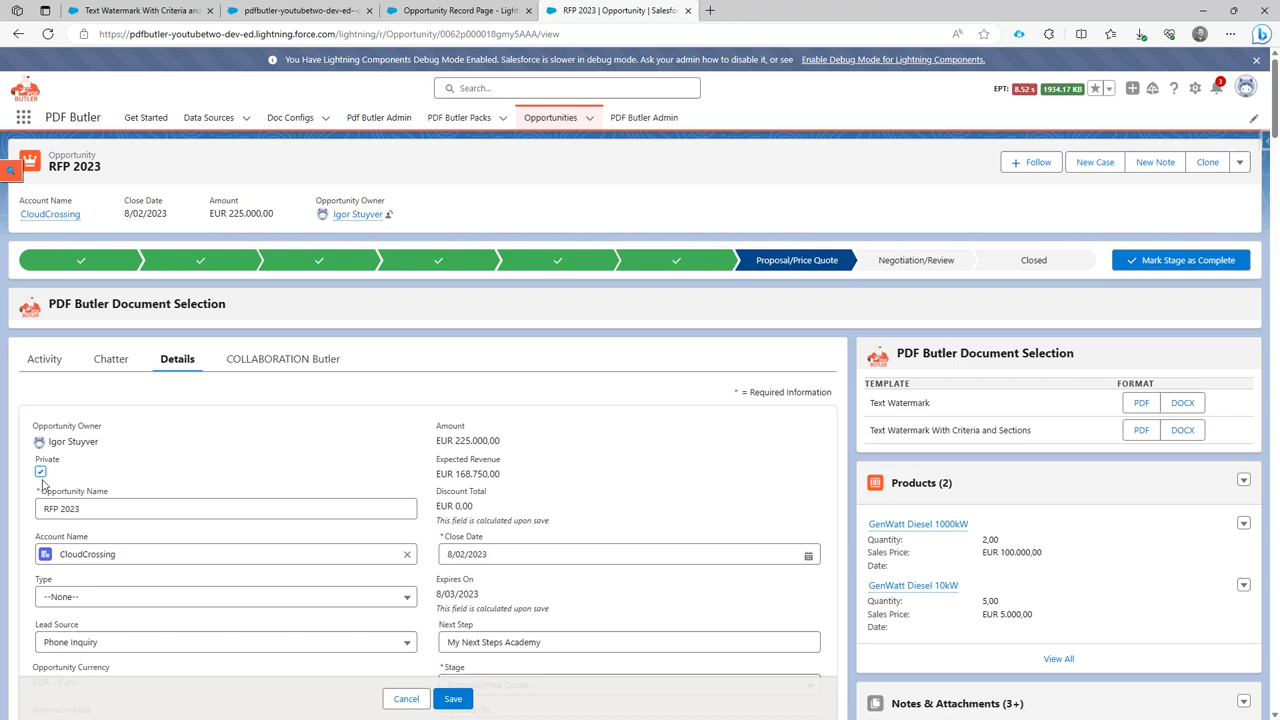 Text Watermark With Criteria and
pdfbutler-youtubetwo-dev-ed--c
Opportunity Record Page - Light
RFP 2023 | Opportunity | Salesfo
https://pdfbutler-youtubetwo-dev-ed.lightning.force.com/lightning/r/Opportunity/0062p000018gmySAAA/view
You Have Lightning Components Debug Mode Enabled. Salesforce is slower in debug mode. Ask your admin how to disable it, or see Enable Debug Mode for Lightning Components.
Search...
EPT: 8.52 s 1934.17 KB
3
PDF Butler
Get Started
Data Sources
Doc Configs
Pdf Butler Admin
PDF Butler Packs
Opportunities
PDF Butler Admin
Opportunity
RFP 2023
Follow
New Case
New Note
Clone
Account Name
Close Date
Amount
Opportunity Owner
CloudCrossing
8/02/2023
EUR 225.000,00
Igor Stuyver
Proposal/Price Quote
Negotiation/Review
Closed
Mark Stage as Complete
PDF Butler Document Selection
Activity
Chatter
Details
COLLABORATION Butler
* = Required Information
Opportunity Owner
Igor Stuyver
Private
*Opportunity Name
RFP 2023
Account Name
CloudCrossing
Type
--None--
Lead Source
Phone Inquiry
Opportunity Currency
EUR - Euro
Amount
EUR 225.000,00
Expected Revenue
EUR 168.750,00
Discount Total
EUR 0,00
This field is calculated upon save
*Close Date
8/02/2023
Expires On
8/03/2023
This field is calculated upon save
Next Step
My Next Steps Academy
*Stage
Proposal/Price Quote
Cancel
Save
PDF Butler Document Selection
TEMPLATE
FORMAT
Text Watermark
PDF
DOCX
Text Watermark With Criteria and Sections
PDF
DOCX
Products (2)
GenWatt Diesel 1000kW
Quantity: 2,00
Sales Price: EUR 100.000,00
Date:
GenWatt Diesel 10kW
Quantity: 5,00
Sales Price: EUR 5.000,00
Date:
View All
Notes & Attachments (3+)